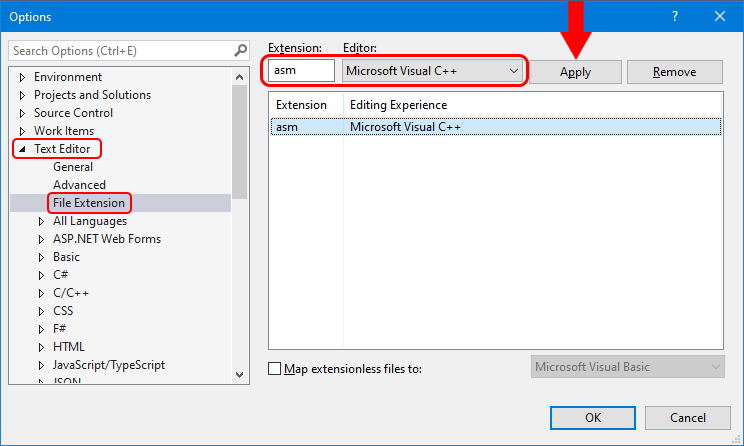 Options
?
Search Options (Ctrl+E)
Environment
Projects and Solutions
Source Control
Work Items
Text Editor
General
Advanced
File Extension
All Languages
ASP.NET Web Forms
Basic
C#
C/C++
CSS
F#
HTML
JavaScript/TypeScript
JSON
Extension: Editor:
asm Microsoft Visual C++ Apply Remove
Extension Editing Experience
asm Microsoft Visual C++
Map extensionless files to: Microsoft Visual Basic
OK Cancel